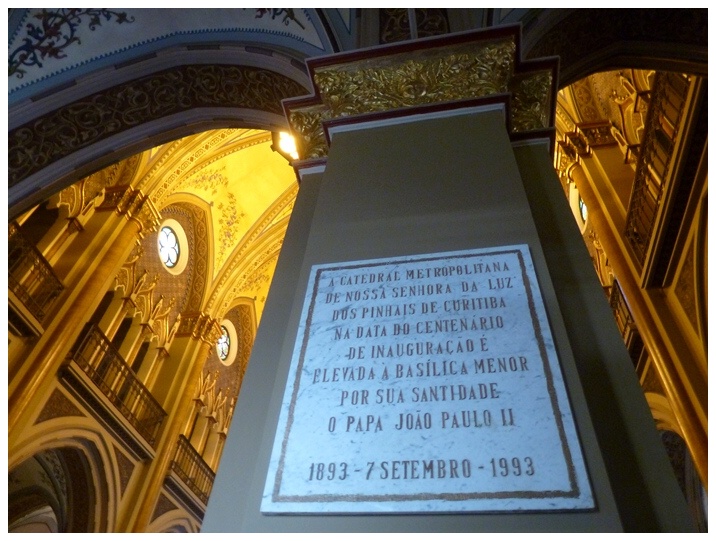 A CATEDRAL METROPOLITANA
DE NOSSA SENHORA DA LUZ
DOS PINHAIS DE CURITIBA
NA DATA DO CENTENÁRIO
DE INAUGURAÇÃO É
ELEVADA À BASÍLICA MENOR
POR SUA SANTIDADE
O PAPA JOÃO PAULO II
1893 - 7 SETEMBRO - 1993